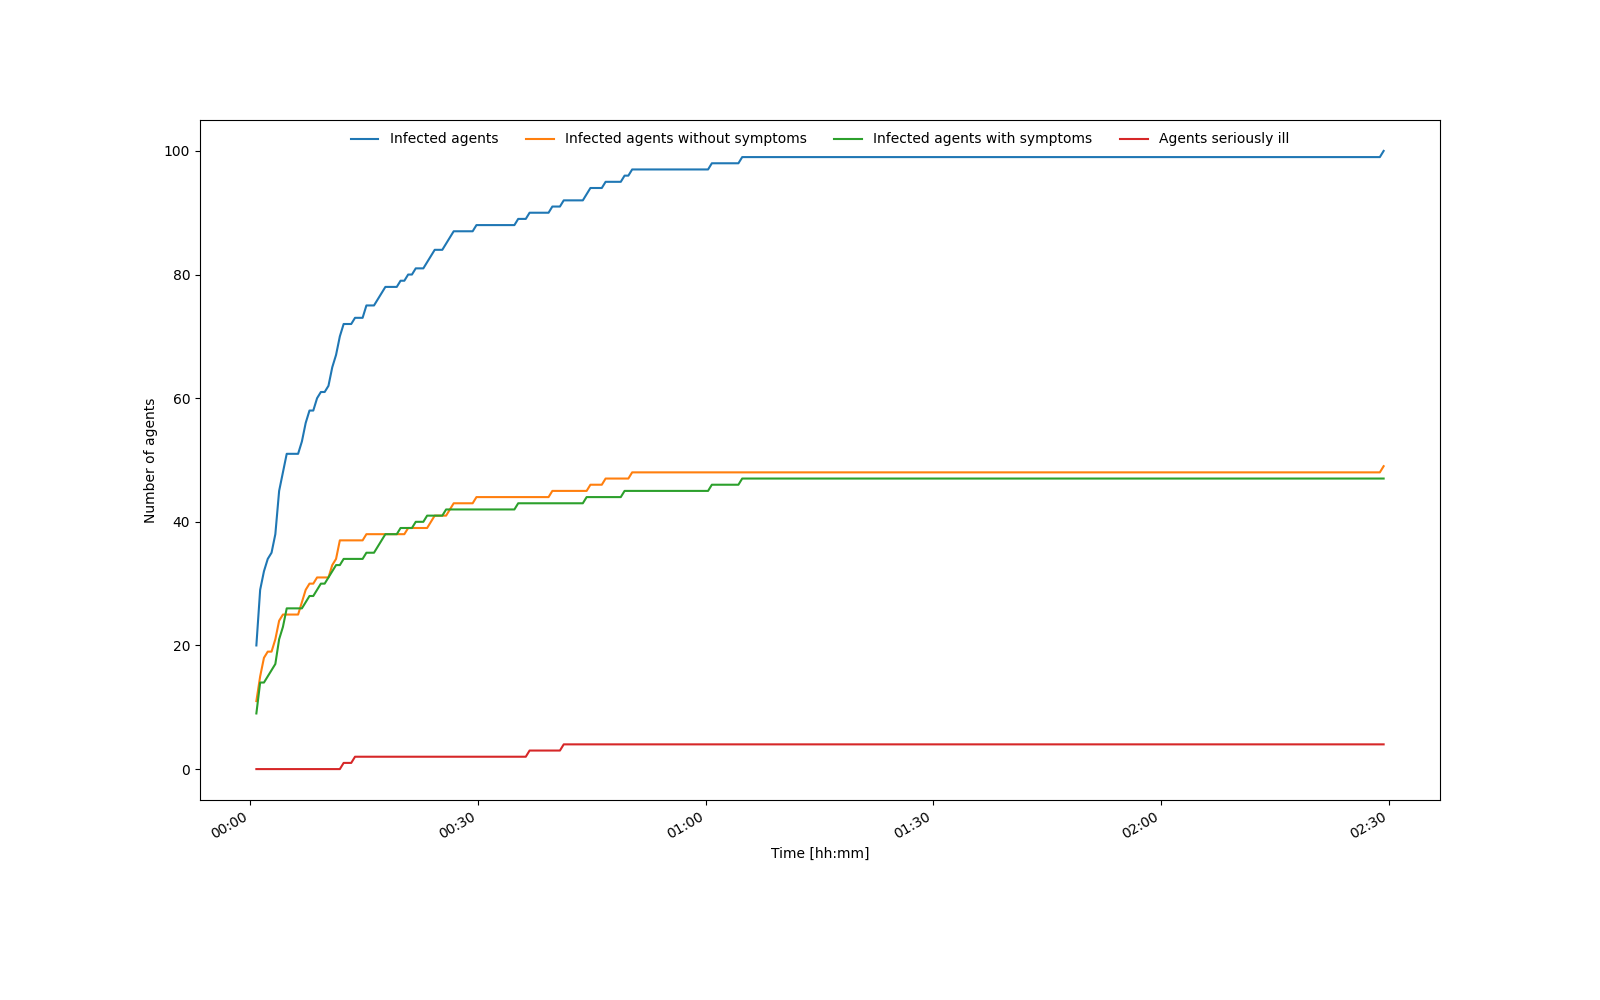 Infected agents Infected agents without symptoms Infected agents with symptoms Agents seriously ill
100
80
60
40
20
0
Number of agents
00:00 00:30 01:00 01:30 02:00 02:30
Time [hh:mm]